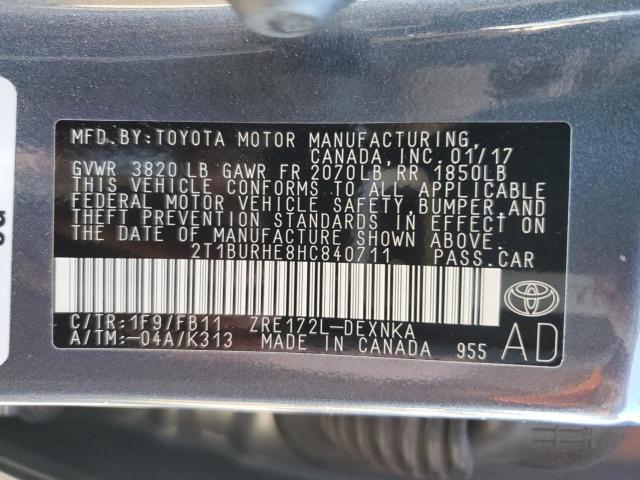 MFD. BY: TOYOTA MOTOR MANUFACTURING,
CANADA, INC. 01/17
GVWR 3820 LB GAWR FR 2070LB, RR 1850LB
THIS VEHICLE CONFORMS TO ALL APPLICABLE
FEDERAL MOTOR VEHICLE SAFETY, BUMPER, AND
THEFT PREVENTION STANDARDS IN EFFECT ON
THE DATE OF MANUFACTURE SHOWN ABOVE.
2T1BURHE8HC840711 PASS.CAR
C/TR: 1F9/FB11 ZRE172L-DEXNKA
A/TM: -04A/K313 MADE IN CANADA 955 AD